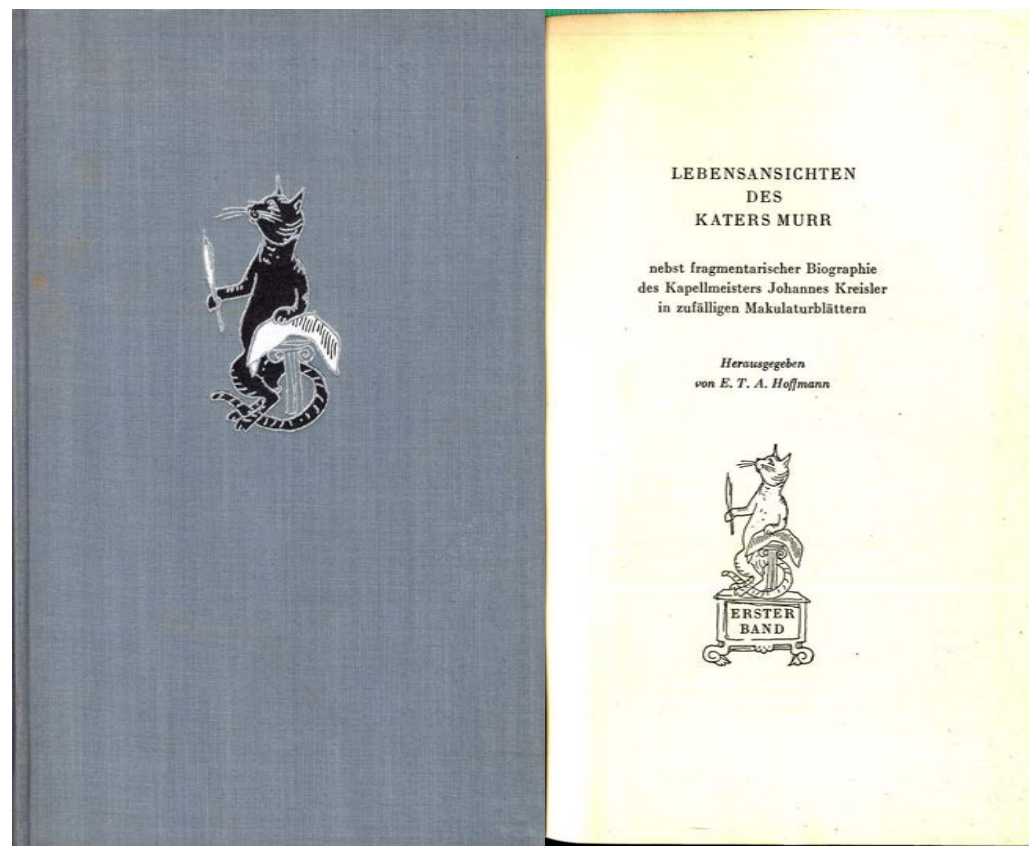 LEBENSANSICHTEN
DES
KATERS MURR
nebst fragmentarischer Biographie
des Kapellmeisters Johannes Kreisler
in zufälligen Makulaturblättern
Herausgegeben
von E. T. A. Hoffmann
ERSTER
BAND